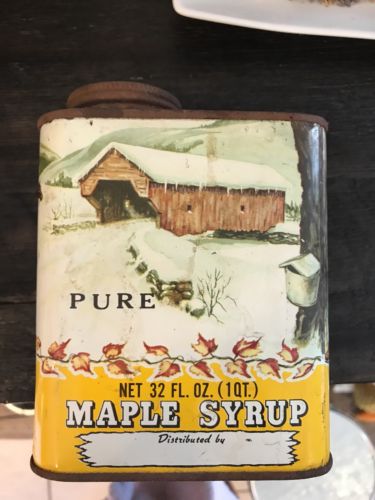 PURE
NET 32 FL. OZ. (1QT.)
MAPLE SYRUP
Distributed by